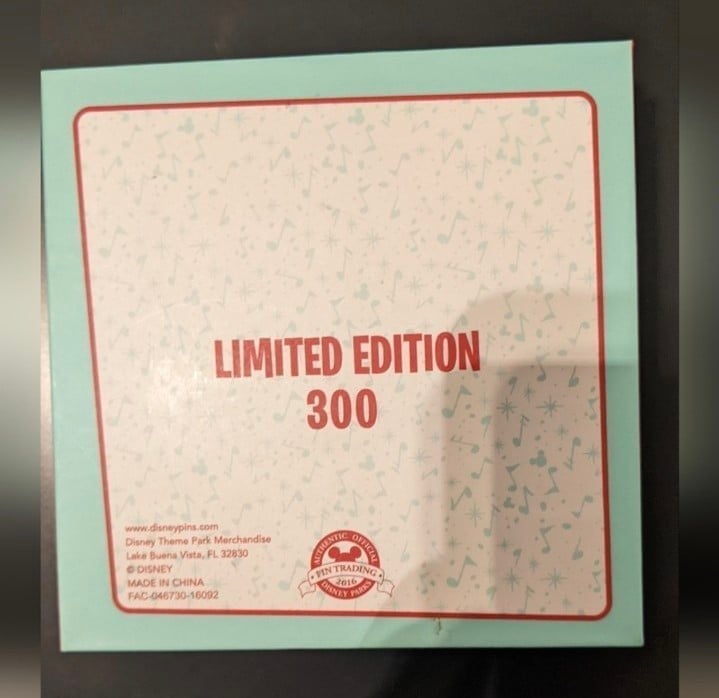 LIMITED EDITION
300
www.disneypins.com
Disney Theme Park Merchandise
Lake Buena Vista, FL 32830
© DISNEY
MADE IN CHINA
FAC-046730-16092
AUTHENTIC OFFICIAL
PIN TRADING
2016
DISNEY PARKS